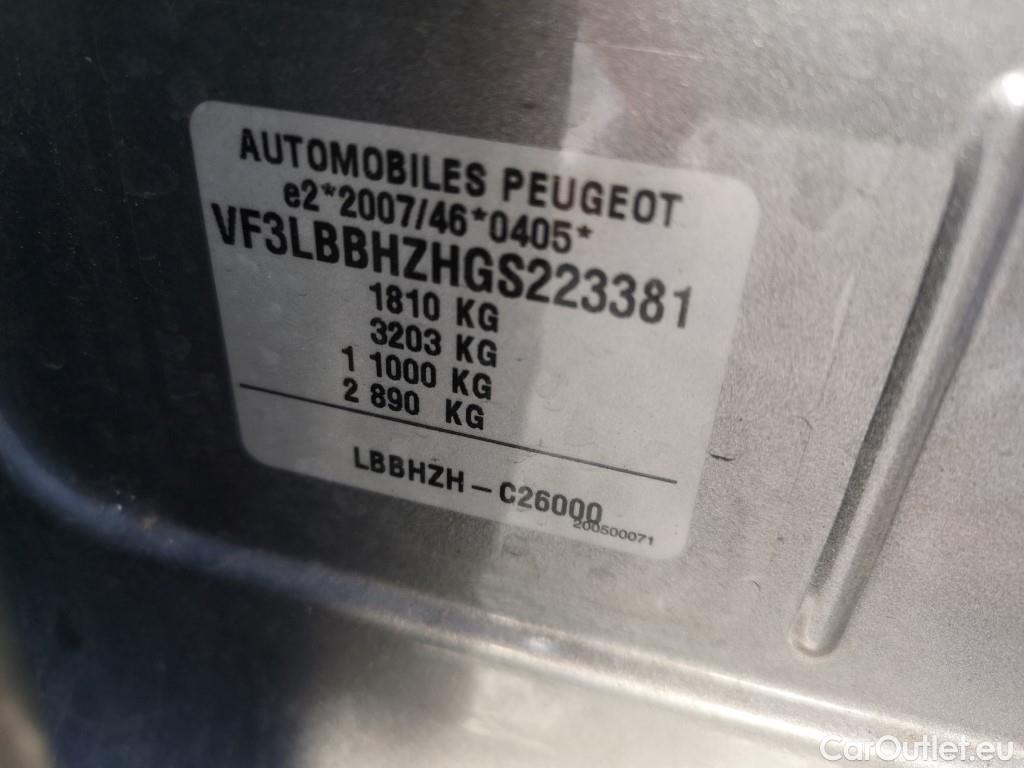 AUTOMOBILES PEUGEOT
e2*2007/46*0405*
VF3LBBHZHGS223381
1810 KG
3203 KG
1 1000 KG
2 890 KG
LBBHZH – C26000
200500071
CarOutlet.eu